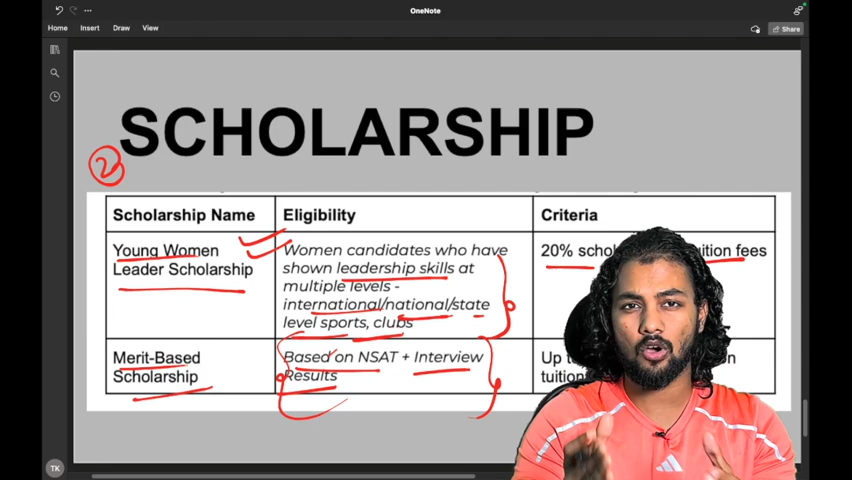 OneNote
Home Insert Draw View
Share
SCHOLARSHIP
2
Scholarship Name Eligibility Criteria
Young Women
Leader Scholarship
Women candidates who have
shown leadership skills at
multiple levels -
international/national/state
level sports, clubs
20% tuition fees
Merit-Based
Scholarship
Based on NSAT + Interview
Results
Up
TK